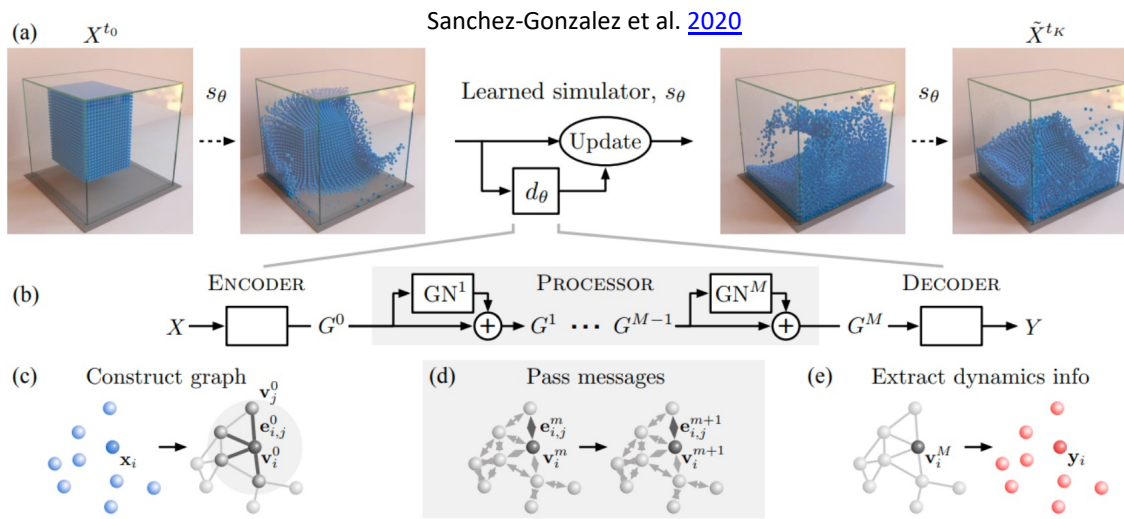 Sanchez-Gonzalez et al. 2020
(a)
X^{t_0}
s_θ
Learned simulator, s_θ
Update
d_θ
s_θ
X̃^{t_K}
(b)
ENCODER
PROCESSOR
DECODER
X
G^0
GN^1
+
G^1
···
G^{M−1}
GN^M
+
G^M
Y
(c)
Construct graph
x_i
v_j^0
e_{i,j}^0
v_i^0
(d)
Pass messages
e_{i,j}^m
v_i^m
e_{i,j}^{m+1}
v_i^{m+1}
(e)
Extract dynamics info
v_i^M
y_i